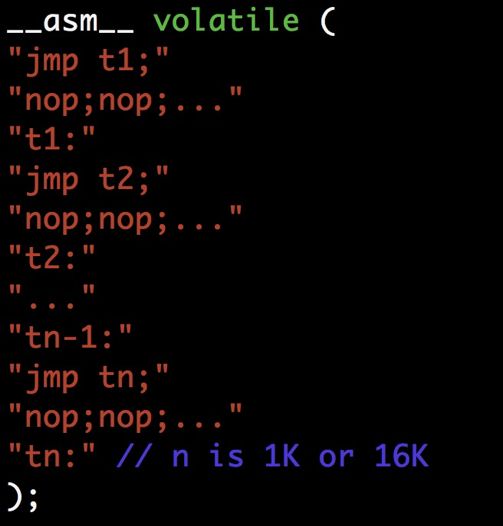 __asm__ volatile (
"jmp t1;"
"nop;nop;..."
"t1:"
"jmp t2;"
"nop;nop;..."
"t2:"
"..."
"tn-1:"
"jmp tn;"
"nop;nop;..."
"tn:" // n is 1K or 16K
);